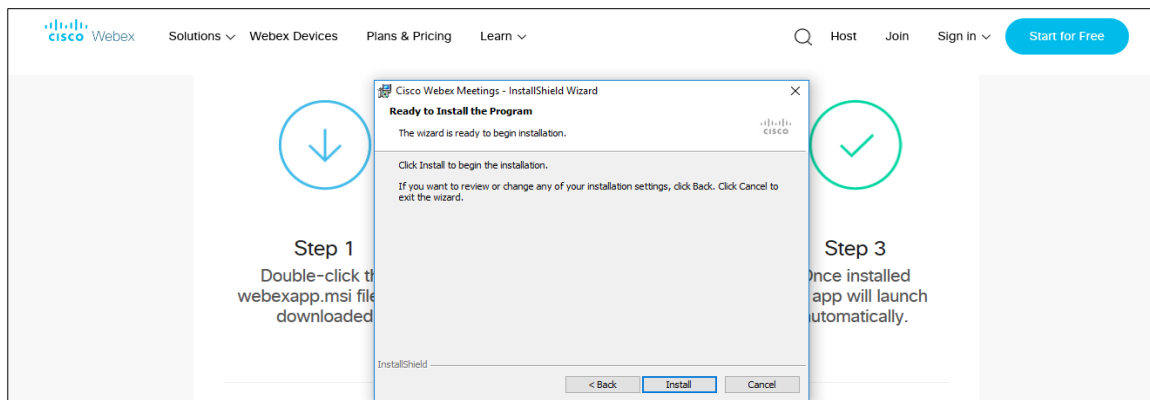 CISCO Webex
Solutions
Webex Devices
Plans & Pricing
Learn
Host
Join
Sign in
Start for Free
Cisco Webex Meetings - InstallShield Wizard
Ready to Install the Program
The wizard is ready to begin installation.
CISCO
Click Install to begin the installation.
If you want to review or change any of your installation settings, click Back. Click Cancel to
exit the wizard.
InstallShield
< Back
Install
Cancel
Step 1
Double-click
webexapp.msi
downloaded
Step 3
installed
app will launch
automatically.